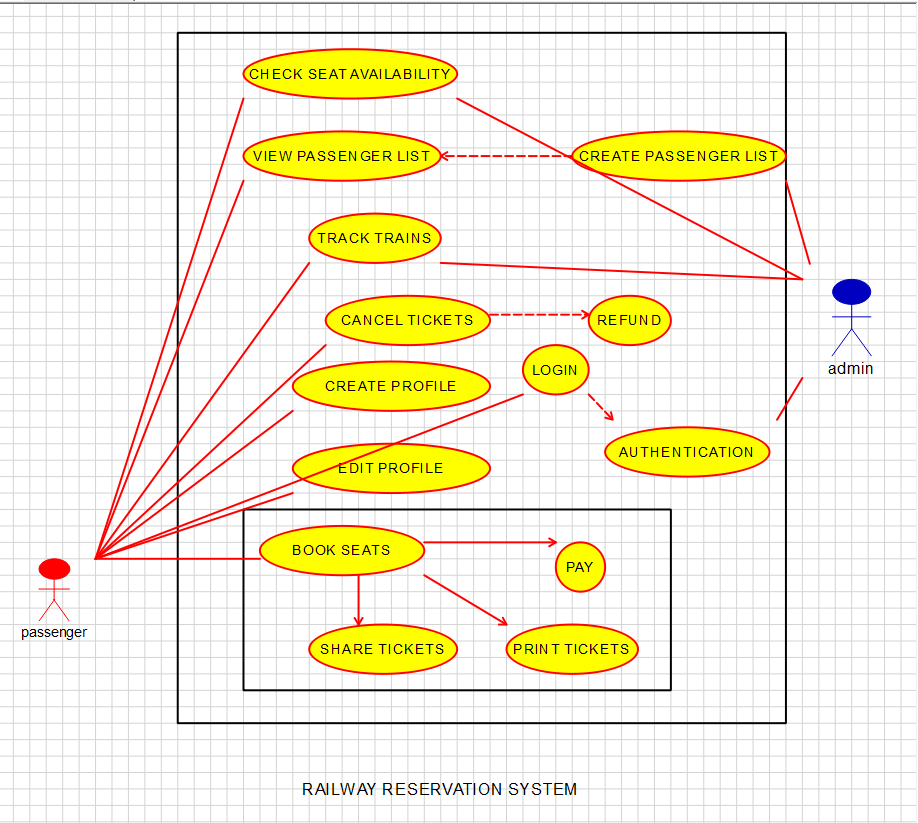 CHECK SEAT AVAILABILITY
VIEW PASSENGER LIST
CREATE PASSENGER LIST
TRACK TRAINS
CANCEL TICKETS
REFUND
LOGIN
admin
CREATE PROFILE
AUTHENTICATION
EDIT PROFILE
BOOK SEATS
PAY
passenger
SHARE TICKETS
PRINT TICKETS
RAILWAY RESERVATION SYSTEM